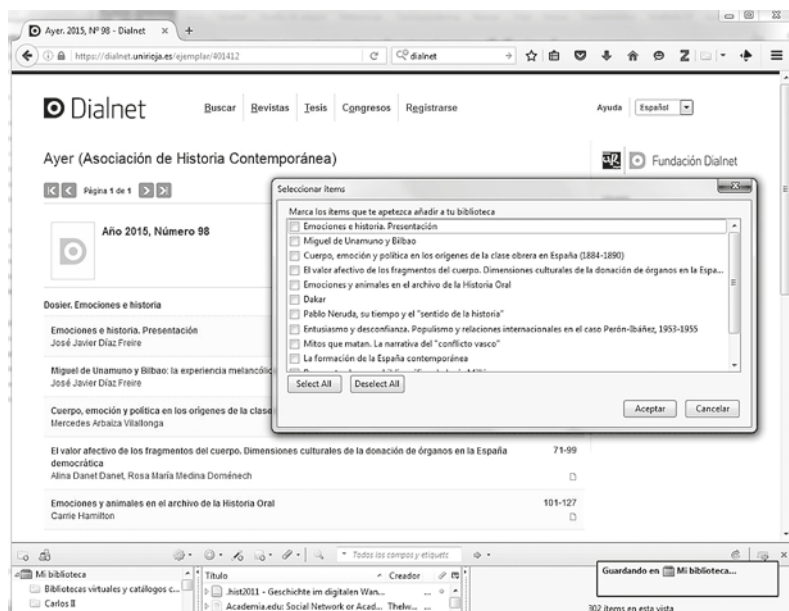 Ayer. 2015, Nº 98 - Dialnet
https://dialnet.unirioja.es/ejemplar/401412
dialnet
Dialnet
Buscar
Revistas
Tesis
Congresos
Registrarse
Ayuda
Español
Ayer (Asociación de Historia Contemporánea)
Fundación Dialnet
Página 1 de 1
Seleccionar ítems
Marca los ítems que te apetezca añadir a tu biblioteca
Emociones e historia. Presentación
Miguel de Unamuno y Bilbao
Cuerpo, emoción y política en los orígenes de la clase obrera en España (1884-1890)
El valor afectivo de los fragmentos del cuerpo. Dimensiones culturales de la donación de órganos en la Espa...
Emociones y animales en el archivo de la Historia Oral
Dakar
Pablo Neruda, su tiempo y el "sentido de la historia"
Entusiasmo y desconfianza. Populismo y relaciones internacionales en el caso Perón-Ibáñez, 1953-1955
Mitos que matan. La narrativa del "conflicto vasco"
La formación de la España contemporánea
Select All
Deselect All
Aceptar
Cancelar
Año 2015, Número 98
Dosier. Emociones e historia
Emociones e historia. Presentación
José Javier Díaz Freire
Miguel de Unamuno y Bilbao: la experiencia melancólic
José Javier Díaz Freire
Cuerpo, emoción y política en los orígenes de la clase
Mercedes Arbaiza Vilallonga
El valor afectivo de los fragmentos del cuerpo. Dimensiones culturales de la donación de órganos en la España 71-99
democrática
Alina Danet Danet, Rosa María Medina Doménech
Emociones y animales en el archivo de la Historia Oral 101-127
Carrie Hamilton
Todos los campos y etiquets
Mi biblioteca
Bibliotecas virtuales y catálogos c...
Carlos II
Título
Creador
.hist2011 - Geschichte im digitalen Wan...
Academia.edu: Social Network or Acad... Thelw...
Guardando en Mi biblioteca...
302 ítems en esta vista